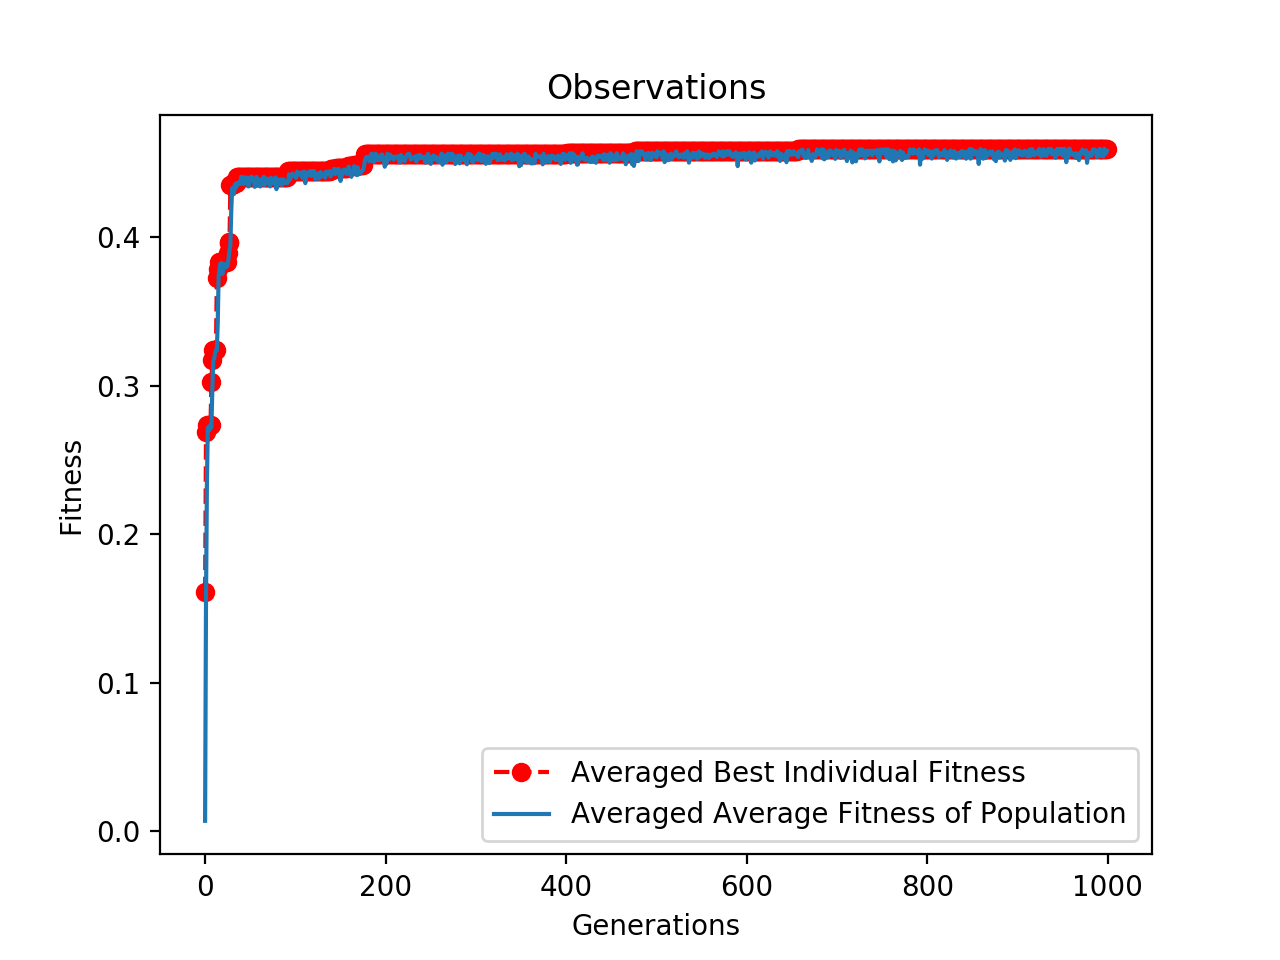 Observations
Fitness
0.4
0.3
0.2
0.1
0.0
Averaged Best Individual Fitness
Averaged Average Fitness of Population
0 200 400 600 800 1000
Generations